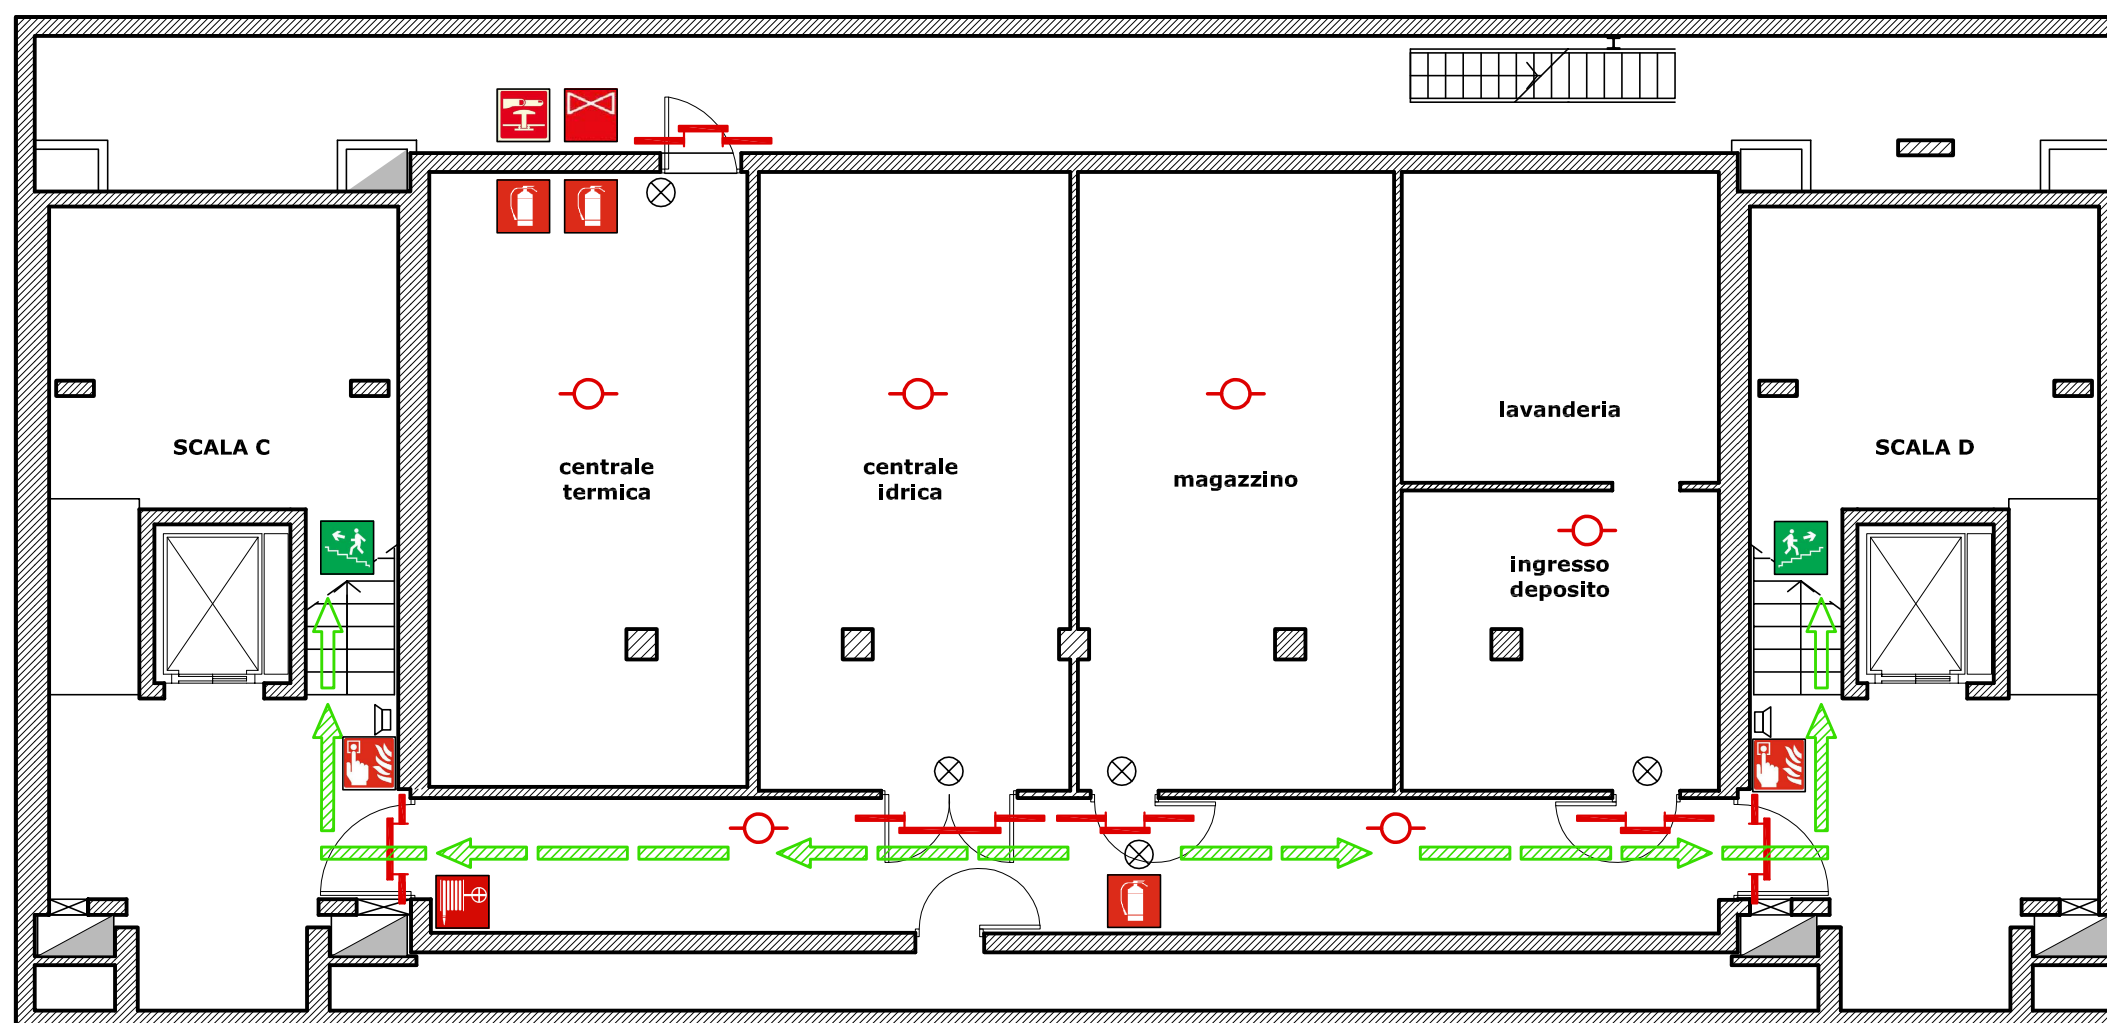 lavanderia
SCALA C
centrale
termica
centrale
idrica
magazzino
SCALA D
ingresso
deposito